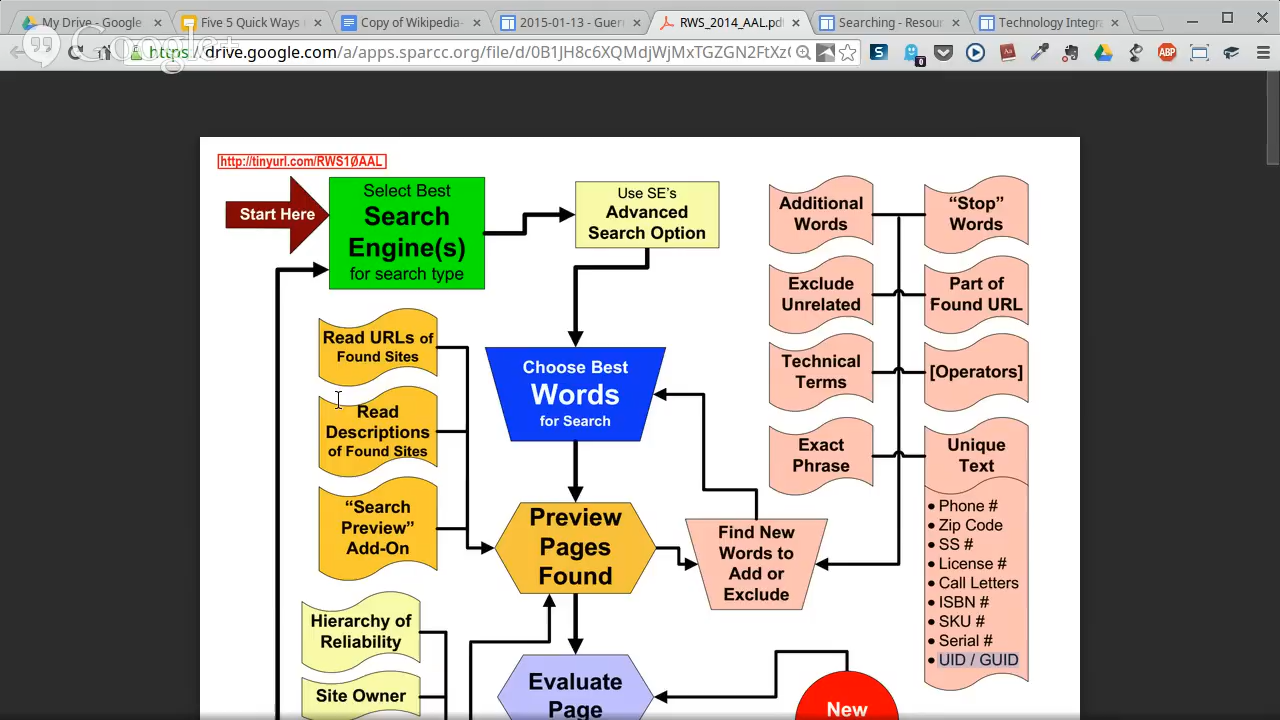 My Drive -
Five 5 Quick Ways
Copy of Wikipedia-
2015-01-13 - Guer
RWS_2014_AAL.pd
Searching - Resou
Technology Integr
Google+
https://drive.google.com/a/apps.sparcc.org/file/d/0B1JH8c6XQMdjWjMxTGZGN2FtXzC
http://tinyurl.com/RWS10AAL
Start Here
Select Best
Search
Engine(s)
for search type
Use SE's
Advanced
Search Option
Additional
Words
"Stop"
Words
Exclude
Unrelated
Part of
Found URL
Technical
Terms
[Operators]
Exact
Phrase
Unique
Text
• Phone #
• Zip Code
• SS #
• License #
• Call Letters
• ISBN #
• SKU #
• Serial #
• UID / GUID
Read URLs of
Found Sites
Read
Descriptions
of Found Sites
"Search
Preview"
Add-On
Choose Best
Words
for Search
Preview
Pages
Found
Find New
Words to
Add or
Exclude
Hierarchy of
Reliability
Site Owner
Evaluate
Page
New